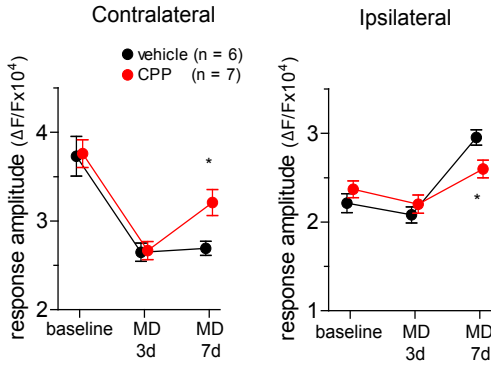 Contralateral
vehicle (n = 6)
CPP (n = 7)
response amplitude (ΔF/Fx10⁴)
4
3
2
*
baseline
MD
3d
MD
7d
Ipsilateral
response amplitude (ΔF/Fx10⁴)
3
2
1
*
baseline
MD
3d
MD
7d